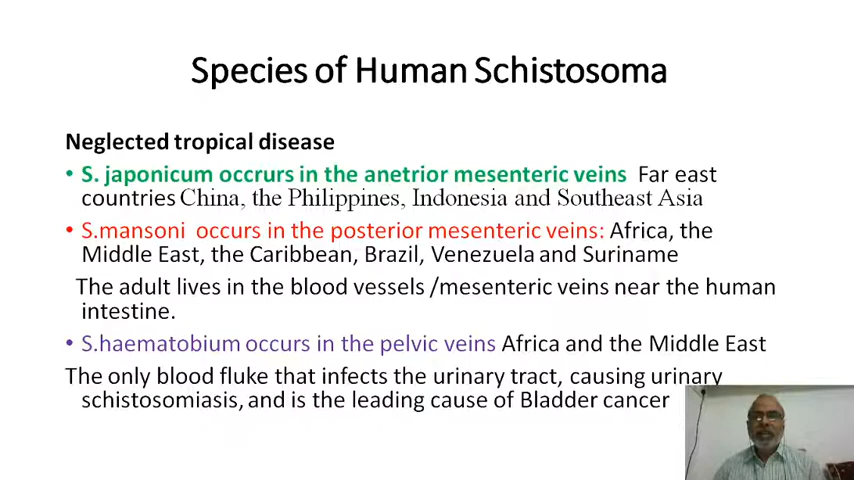 Species of Human Schistosoma
Neglected tropical disease
• S. japonicum occrurs in the anetrior mesenteric veins Far east
countries China, the Philippines, Indonesia and Southeast Asia
• S.mansoni occurs in the posterior mesenteric veins: Africa, the
Middle East, the Caribbean, Brazil, Venezuela and Suriname
The adult lives in the blood vessels /mesenteric veins near the human
intestine.
• S.haematobium occurs in the pelvic veins Africa and the Middle East
The only blood fluke that infects the urinary tract, causing urinary
schistosomiasis, and is the leading cause of Bladder cancer